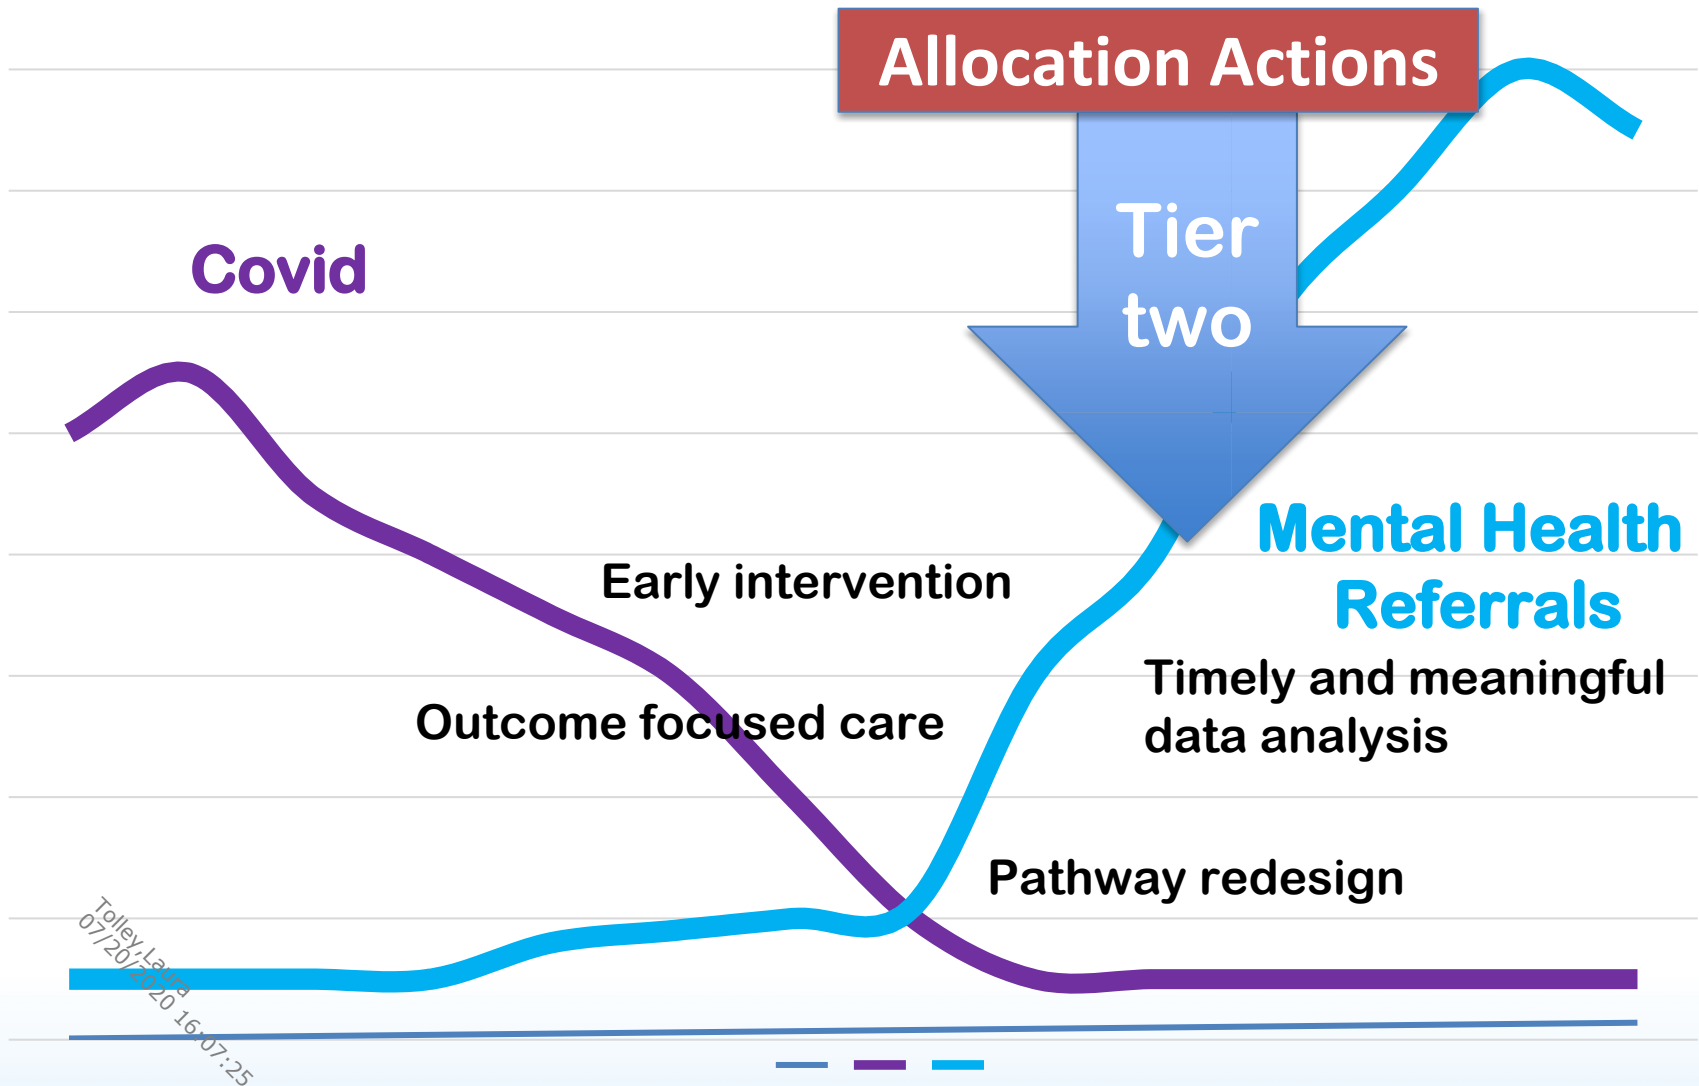 Allocation Actions
Tier
two
Covid
Mental Health
Referrals
Early intervention
Timely and meaningful
data analysis
Outcome focused care
Pathway redesign
Tolley,Laura
07/20/2020 16:07:25